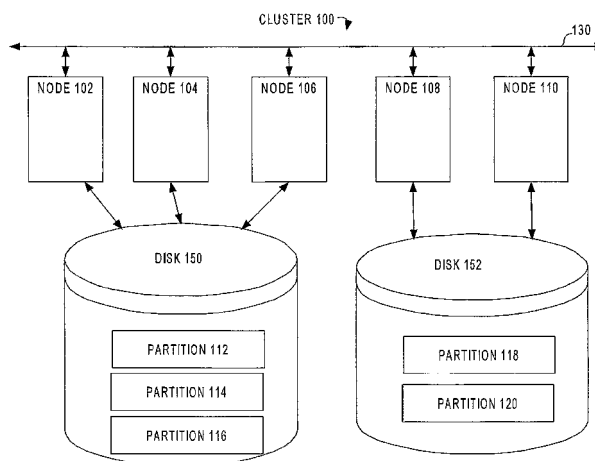 CLUSTER 100
130
NODE 102
NODE 104
NODE 106
NODE 108
NODE 110
DISK 150
DISK 152
PARTITION 112
PARTITION 118
PARTITION 114
PARTITION 120
PARTITION 116